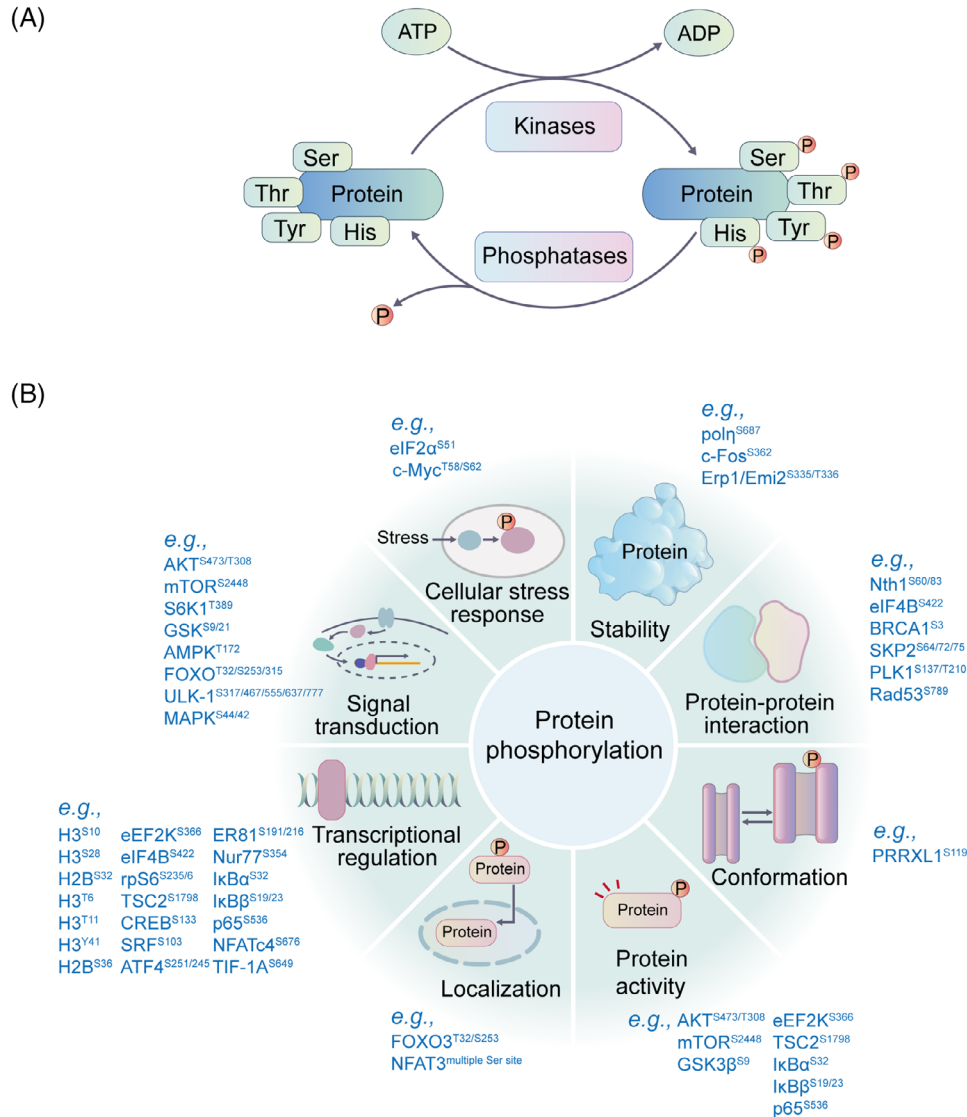 (A)
ATP
ADP
Kinases
Ser
Thr
Protein
Tyr
His
Ser
P
Thr
P
Protein
His
P
Tyr
P
Phosphatases
P
(B)
e.g.,
eIF2α^S51
c-Myc^T58/S62
e.g.,
polη^S687
c-Fos^S362
Erp1/Emi2^S335/T336
e.g.,
AKT^S473/T308
mTOR^S2448
S6K1^T389
GSK^S9/21
AMPK^T172
FOXO^T32/S253/315
ULK-1^S317/467/555/637/777
MAPK^S44/42
Stress
P
Cellular stress
response
Protein
Stability
e.g.,
Nth1^S60/83
eIF4B^S422
BRCA1^S3
SKP2^S64/72/75
PLK1^S137/T210
Rad53^S789
Signal
transduction
Protein
phosphorylation
Protein-protein
interaction
Transcriptional
regulation
P
Conformation
e.g.,
PRRXL1^S119
e.g.,
H3^S10 eEF2K^S366 ER81^S191/216
H3^S28 eIF4B^S422 Nur77^S354
H2B^S32 rpS6^S235/6 IκBα^S32
H3^T6 TSC2^S1798 IκBβ^S19/23
H3^T11 CREB^S133 p65^S536
H3^Y41 SRF^S103 NFATc4^S676
H2B^S36 ATF4^S251/245 TIF-1A^S649
P
Protein
Protein
Localization
P
Protein
Protein
activity
e.g.,
FOXO3^T32/S253
NFAT3^multiple Ser site
e.g., AKT^S473/T308 eEF2K^S366
mTOR^S2448 TSC2^S1798
GSK3β^S9 IκBα^S32
IκBβ^S19/23
p65^S536